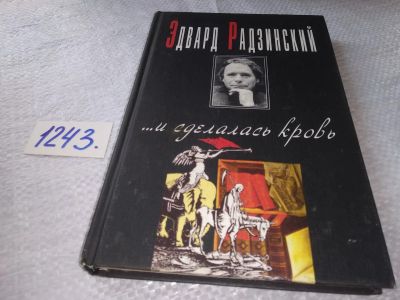 Эдвард Радзинский
...и сделалась кровь
1243.